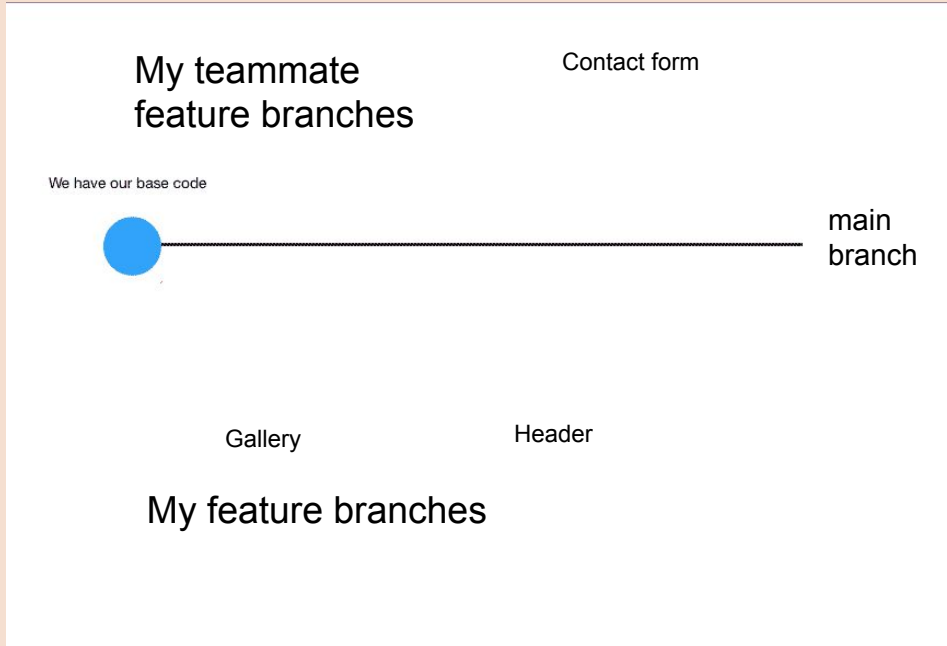 My teammate
feature branches
Contact form
We have our base code
main
branch
Gallery
Header
My feature branches